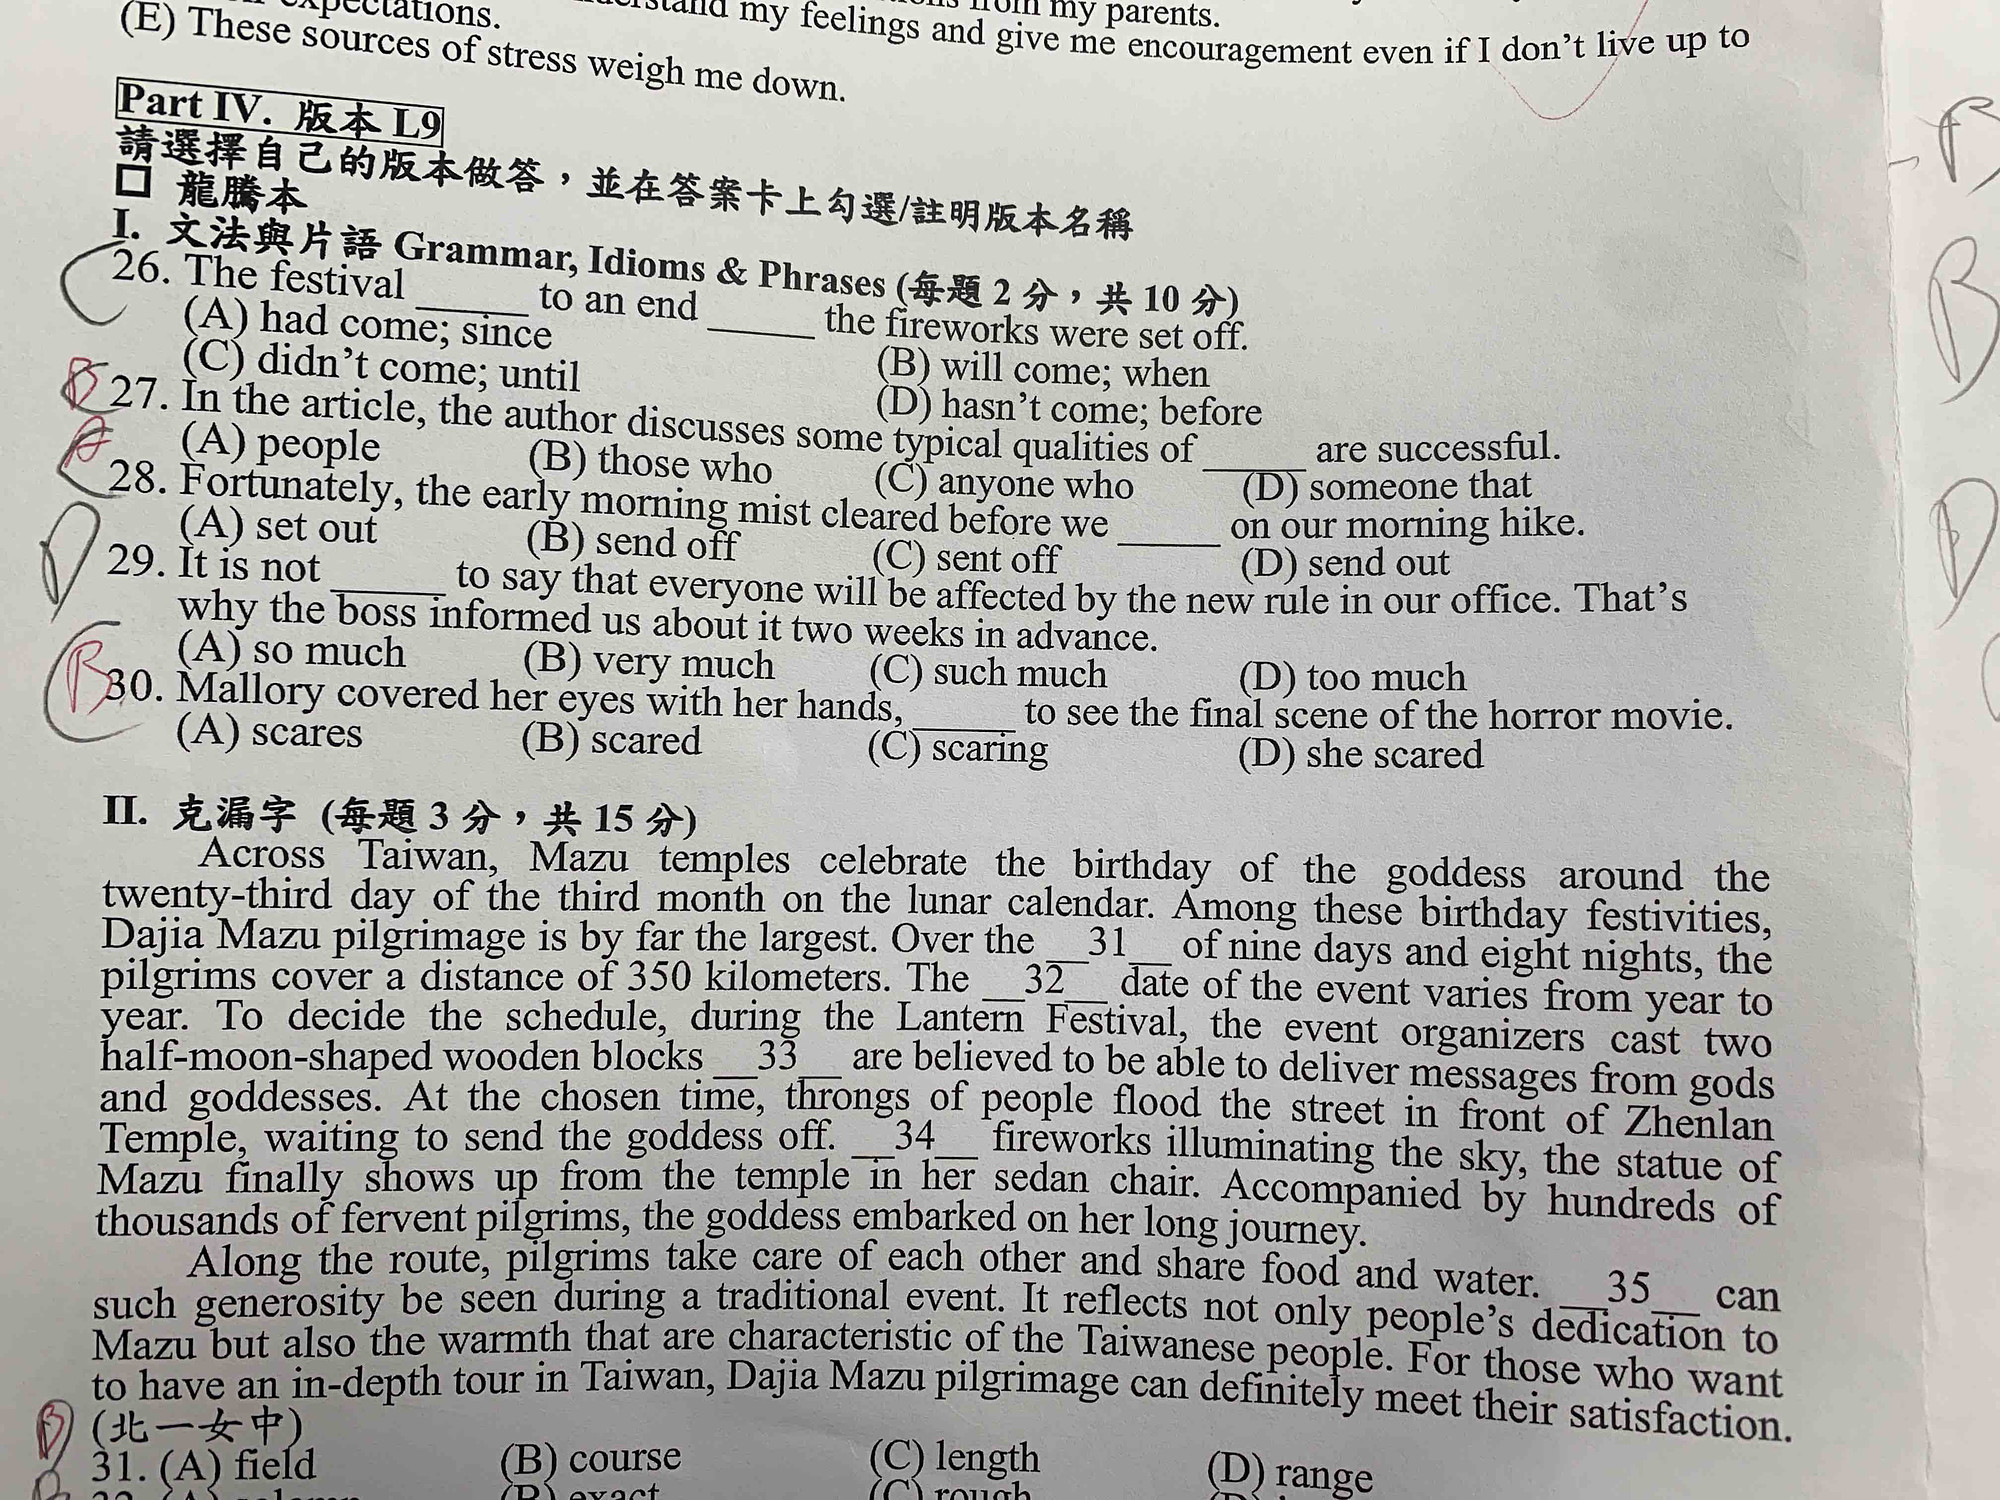 expectations.
understand my feelings and give me encouragement even if I don't live up to
from my parents.
(E) These sources of stress weigh me down.
Part IV. 版本 L9
請選擇自己的版本做答，並在答案卡上勾選/註明版本名稱
□ 龍騰本
I. 文法與片語 Grammar, Idioms & Phrases (每題 2 分，共 10 分)
C 26. The festival ______ to an end ______ the fireworks were set off.
(A) had come; since
(B) will come; when
(C) didn't come; until
(D) hasn't come; before
B 27. In the article, the author discusses some typical qualities of ______ are successful.
(A) people (B) those who (C) anyone who (D) someone that
A 28. Fortunately, the early morning mist cleared before we ______ on our morning hike.
(A) set out (B) send off (C) sent off (D) send out
D 29. It is not ______ to say that everyone will be affected by the new rule in our office. That's
why the boss informed us about it two weeks in advance.
(A) so much (B) very much (C) such much (D) too much
B 30. Mallory covered her eyes with her hands, ______ to see the final scene of the horror movie.
(A) scares (B) scared (C) scaring (D) she scared
II. 克漏字 (每題 3 分，共 15 分)
Across Taiwan, Mazu temples celebrate the birthday of the goddess around the
twenty-third day of the third month on the lunar calendar. Among these birthday festivities,
Dajia Mazu pilgrimage is by far the largest. Over the __31__ of nine days and eight nights, the
pilgrims cover a distance of 350 kilometers. The __32__ date of the event varies from year to
year. To decide the schedule, during the Lantern Festival, the event organizers cast two
half-moon-shaped wooden blocks __33__ are believed to be able to deliver messages from gods
and goddesses. At the chosen time, throngs of people flood the street in front of Zhenlan
Temple, waiting to send the goddess off. __34__ fireworks illuminating the sky, the statue of
Mazu finally shows up from the temple in her sedan chair. Accompanied by hundreds of
thousands of fervent pilgrims, the goddess embarked on her long journey.
Along the route, pilgrims take care of each other and share food and water. __35__ can
such generosity be seen during a traditional event. It reflects not only people's dedication to
Mazu but also the warmth that are characteristic of the Taiwanese people. For those who want
to have an in-depth tour in Taiwan, Dajia Mazu pilgrimage can definitely meet their satisfaction.
(北一女中)
B 31. (A) field (B) course (C) length (D) range
(B) exact (C) rough
B
B
D